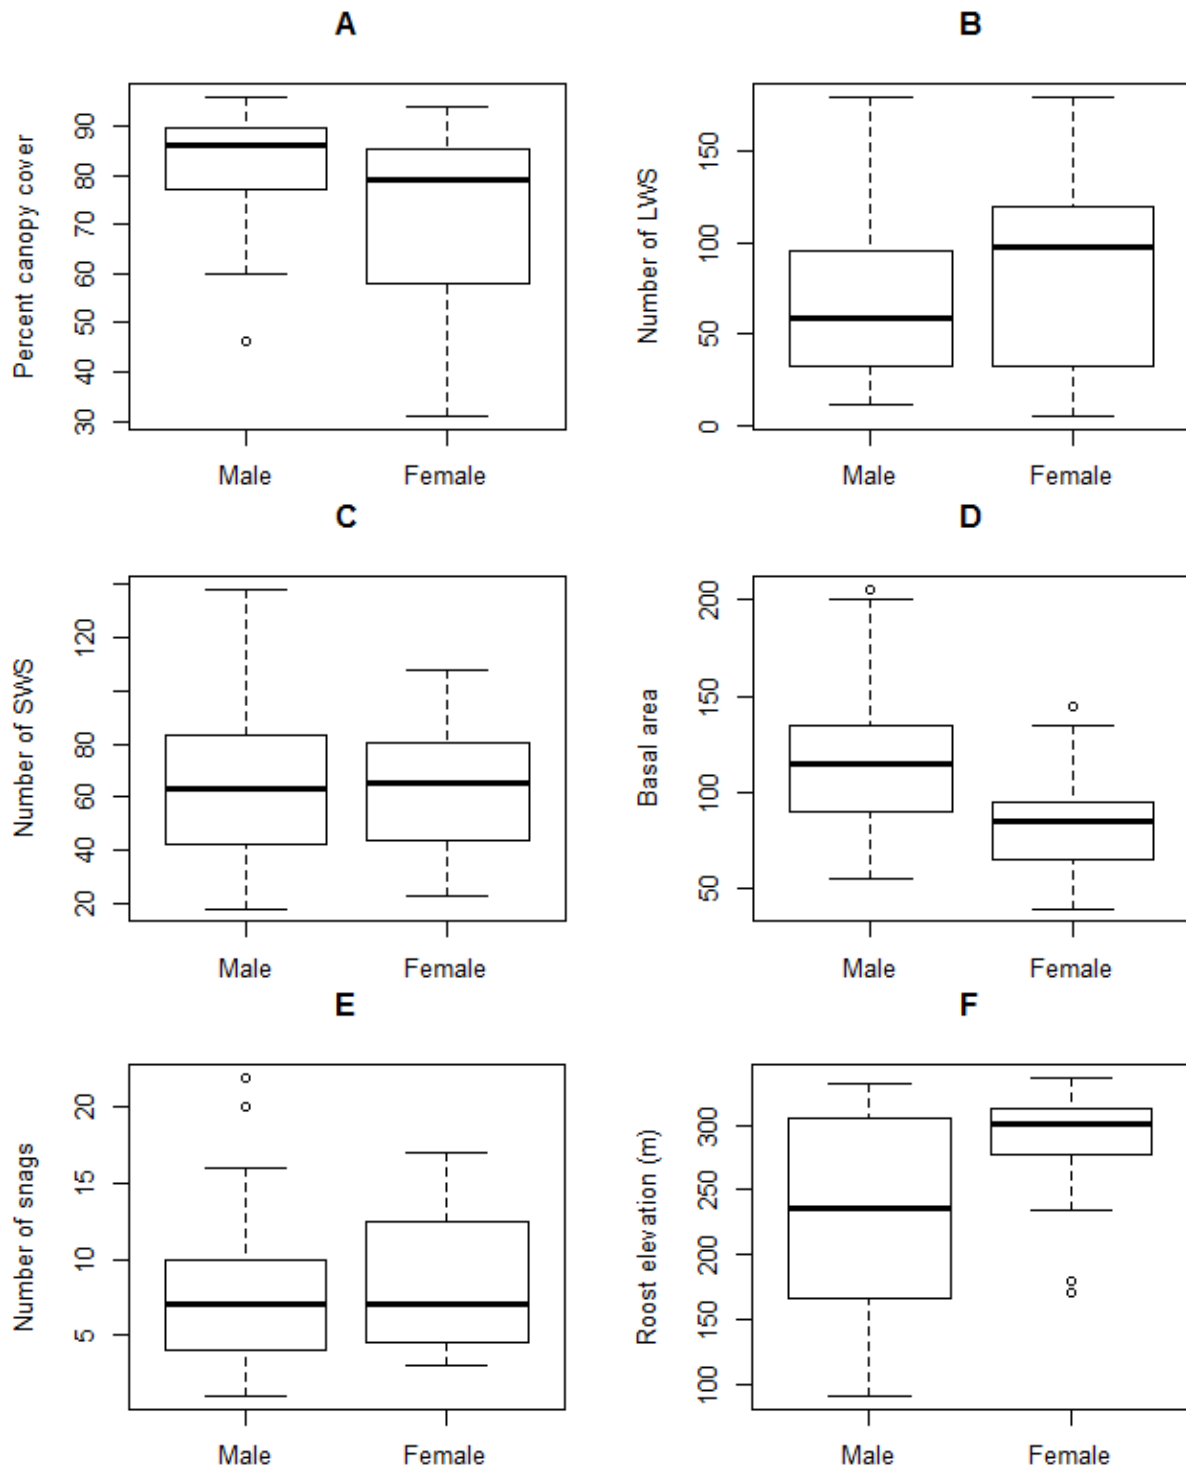 A
Percent canopy cover
90
80
70
60
50
40
30
Male
Female
B
Number of LWS
150
100
50
0
Male
Female
C
Number of SWS
120
80
60
40
20
Male
Female
D
Basal area
200
150
100
50
Male
Female
E
Number of snags
20
15
10
5
Male
Female
F
Roost elevation (m)
300
250
200
150
100
Male
Female